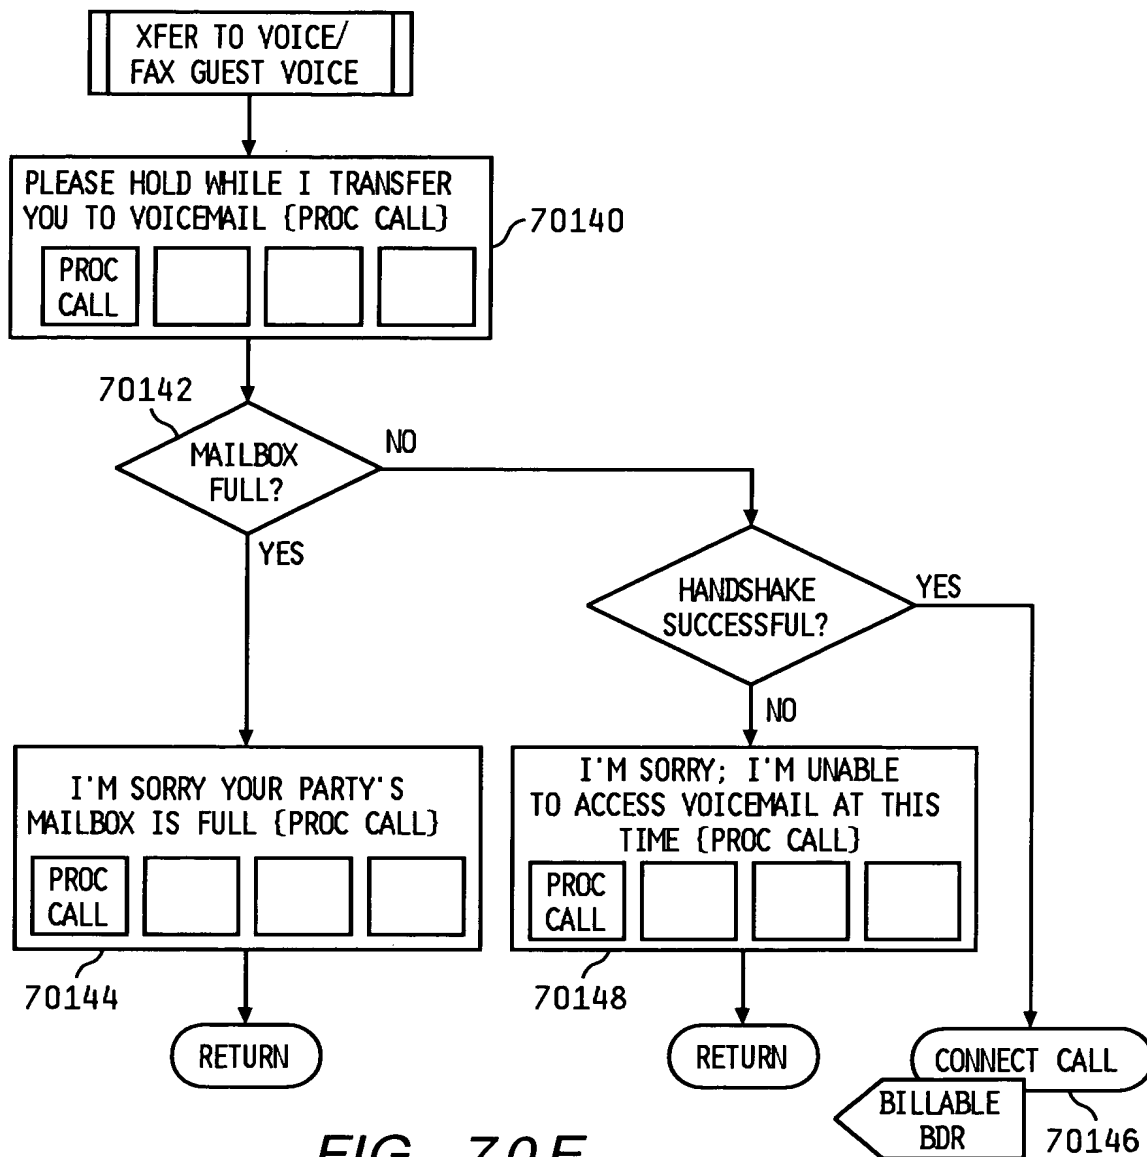 XFER TO VOICE/
FAX GUEST VOICE
PLEASE HOLD WHILE I TRANSFER
YOU TO VOICEMAIL {PROC CALL}
PROC
CALL
70140
70142
MAILBOX
FULL?
NO
YES
HANDSHAKE
SUCCESSFUL?
YES
NO
I'M SORRY YOUR PARTY'S
MAILBOX IS FULL {PROC CALL}
PROC
CALL
70144
RETURN
I'M SORRY; I'M UNABLE
TO ACCESS VOICEMAIL AT THIS
TIME {PROC CALL}
PROC
CALL
70148
RETURN
CONNECT CALL
BILLABLE
BDR
70146